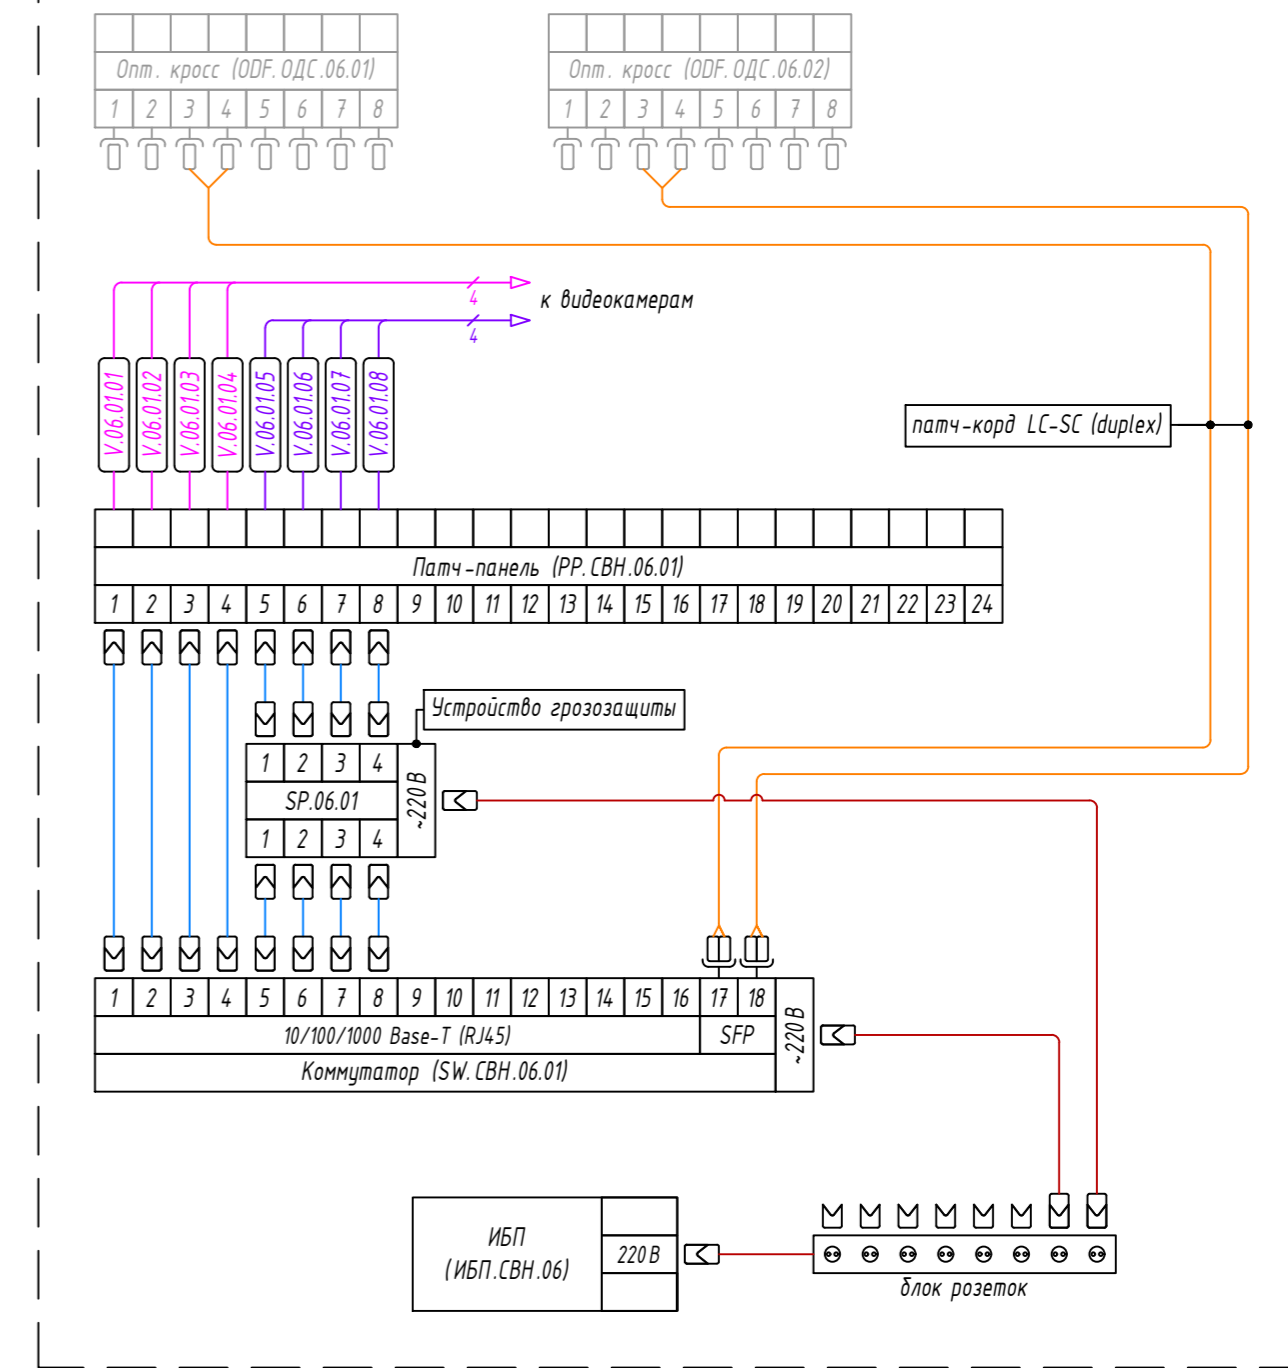 Опт. кросс (ODF.ОДС.06.01)
1 2 3 4 5 6 7 8
Опт. кросс (ODF.ОДС.06.02)
1 2 3 4 5 6 7 8
4
к видеокамерам
4
V.06.01.01
V.06.01.02
V.06.01.03
V.06.01.04
V.06.01.05
V.06.01.06
V.06.01.07
V.06.01.08
патч-корд LC-SC (duplex)
Патч-панель (PP.СВН.06.01)
1 2 3 4 5 6 7 8 9 10 11 12 13 14 15 16 17 18 19 20 21 22 23 24
Устройство грозозащиты
1 2 3 4
SP.06.01
1 2 3 4
~220В
1 2 3 4 5 6 7 8 9 10 11 12 13 14 15 16 17 18
10/100/1000 Base-T (RJ45)
SFP
Коммутатор (SW.СВН.06.01)
~220В
ИБП
(ИБП.СВН.06)
220В
блок розеток